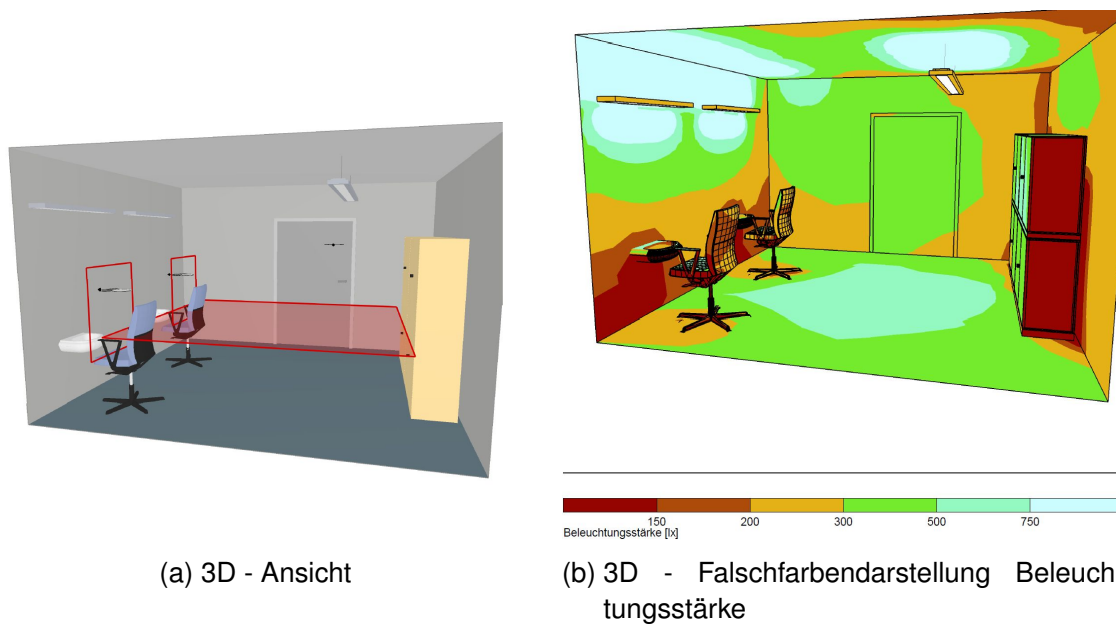 150 200 300 500 750
Beleuchtungsstärke [lx]
(a) 3D - Ansicht
(b) 3D - Falschfarbendarstellung Beleuch
tungsstärke